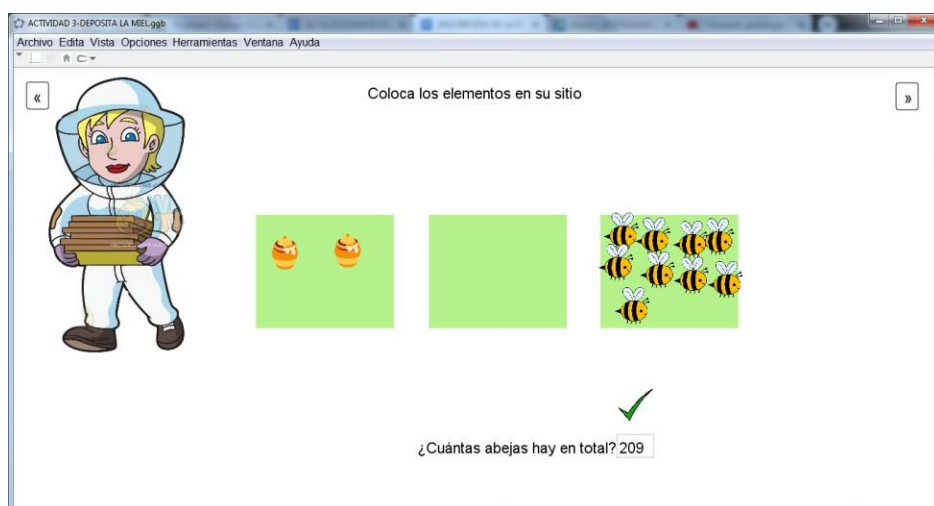 ACTIVIDAD 3-DEPOSITA LA MIEL.ggb
Archivo Edita Vista Opciones Herramientas Ventana Ayuda
«
Coloca los elementos en su sitio
»
¿Cuántas abejas hay en total? 209